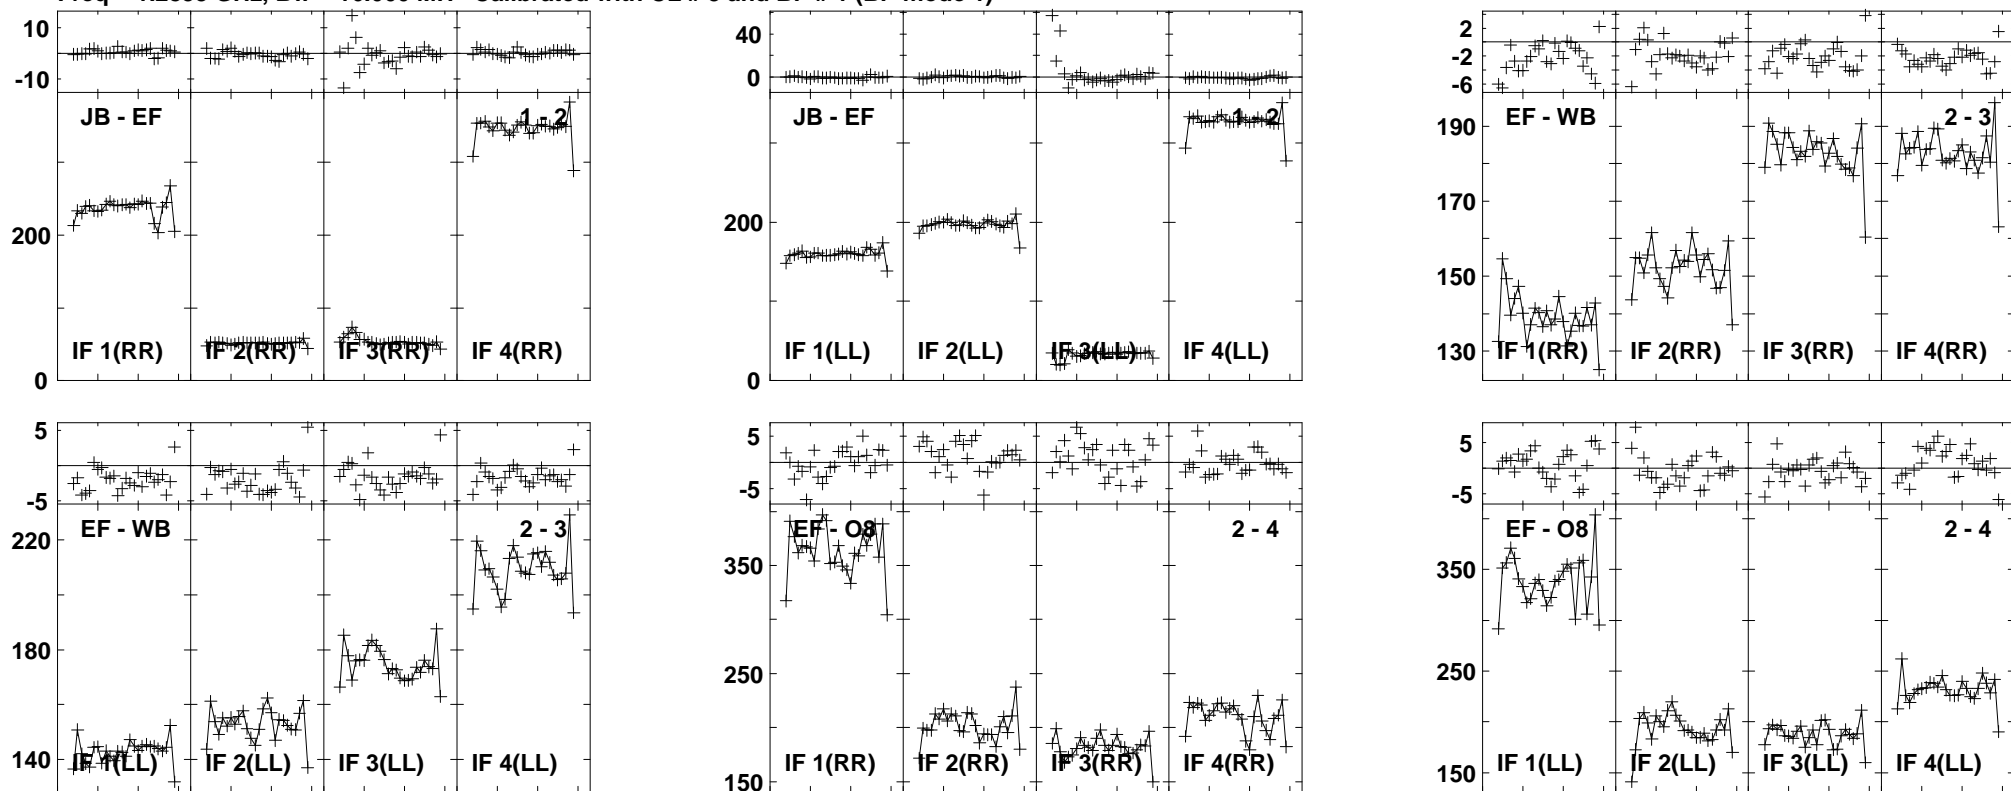 10
-10
JB - EF
1 - 2
200
0
IF 1(RR)
IF 2(RR)
IF 3(RR)
IF 4(RR)
40
0
JB - EF
1 - 2
200
0
IF 1(LL)
IF 2(LL)
IF 3(LL)
IF 4(LL)
2
-2
-6
EF - WB
2 - 3
190
170
150
130
IF 1(RR)
IF 2(RR)
IF 3(RR)
IF 4(RR)
5
-5
EF - WB
2 - 3
220
180
140
IF 1(LL)
IF 2(LL)
IF 3(LL)
IF 4(LL)
5
-5
EF - O8
2 - 4
350
250
150
IF 1(RR)
IF 2(RR)
IF 3(RR)
IF 4(RR)
5
-5
EF - O8
2 - 4
350
250
150
IF 1(LL)
IF 2(LL)
IF 3(LL)
IF 4(LL)